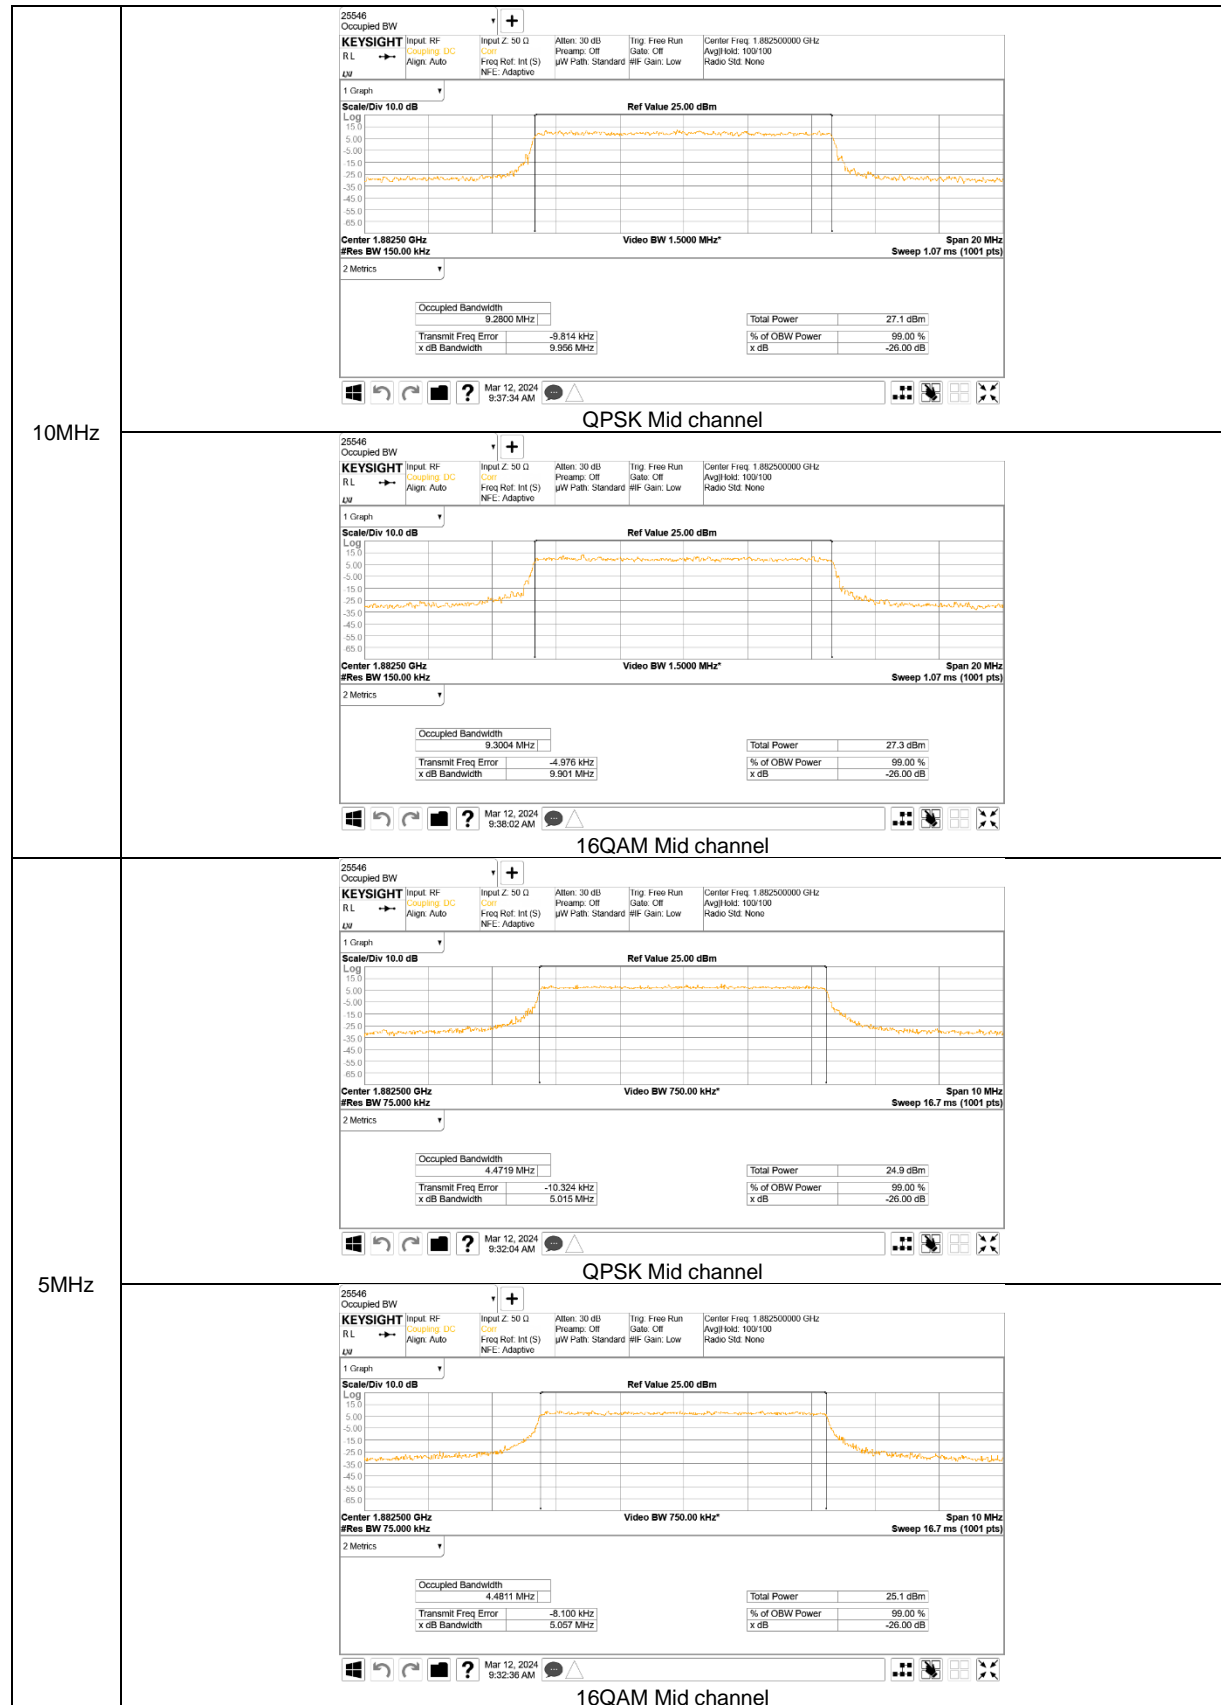 10MHz
25546
Occupied BW
KEYSIGHT Input: RF Input Z: 50 Ω Atten: 30 dB Trig: Free Run Center Freq: 1.882500000 GHz
RL Coupling: DC Corr Preamp: Off Gate: Off Avg|Hold: 100/100
Align: Auto Freq Ref: Int (S) µW Path: Standard #IF Gain: Low Radio Std: None
NFE: Adaptive
1 Graph
Scale/Div 10.0 dB Ref Value 25.00 dBm
Log
15.0
5.00
-5.00
-15.0
-25.0
-35.0
-45.0
-55.0
-65.0
Center 1.88250 GHz Video BW 1.5000 MHz* Span 20 MHz
#Res BW 150.00 kHz Sweep 1.07 ms (1001 pts)
2 Metrics
Occupied Bandwidth
9.2800 MHz Total Power 27.1 dBm
Transmit Freq Error -9.814 kHz % of OBW Power 99.00 %
x dB Bandwidth 9.956 MHz x dB -26.00 dB
Mar 12, 2024
9:37:34 AM
QPSK Mid channel
25546
Occupied BW
KEYSIGHT Input: RF Input Z: 50 Ω Atten: 30 dB Trig: Free Run Center Freq: 1.882500000 GHz
RL Coupling: DC Corr Preamp: Off Gate: Off Avg|Hold: 100/100
Align: Auto Freq Ref: Int (S) µW Path: Standard #IF Gain: Low Radio Std: None
NFE: Adaptive
1 Graph
Scale/Div 10.0 dB Ref Value 25.00 dBm
Log
15.0
5.00
-5.00
-15.0
-25.0
-35.0
-45.0
-55.0
-65.0
Center 1.88250 GHz Video BW 1.5000 MHz* Span 20 MHz
#Res BW 150.00 kHz Sweep 1.07 ms (1001 pts)
2 Metrics
Occupied Bandwidth
9.3004 MHz Total Power 27.3 dBm
Transmit Freq Error -4.976 kHz % of OBW Power 99.00 %
x dB Bandwidth 9.901 MHz x dB -26.00 dB
Mar 12, 2024
9:38:02 AM
16QAM Mid channel
5MHz
25546
Occupied BW
KEYSIGHT Input: RF Input Z: 50 Ω Atten: 30 dB Trig: Free Run Center Freq: 1.882500000 GHz
RL Coupling: DC Corr Preamp: Off Gate: Off Avg|Hold: 100/100
Align: Auto Freq Ref: Int (S) µW Path: Standard #IF Gain: Low Radio Std: None
NFE: Adaptive
1 Graph
Scale/Div 10.0 dB Ref Value 25.00 dBm
Log
15.0
5.00
-5.00
-15.0
-25.0
-35.0
-45.0
-55.0
-65.0
Center 1.882500 GHz Video BW 750.00 kHz* Span 10 MHz
#Res BW 75.000 kHz Sweep 16.7 ms (1001 pts)
2 Metrics
Occupied Bandwidth
4.4719 MHz Total Power 24.9 dBm
Transmit Freq Error -10.324 kHz % of OBW Power 99.00 %
x dB Bandwidth 5.015 MHz x dB -26.00 dB
Mar 12, 2024
9:32:04 AM
QPSK Mid channel
25546
Occupied BW
KEYSIGHT Input: RF Input Z: 50 Ω Atten: 30 dB Trig: Free Run Center Freq: 1.882500000 GHz
RL Coupling: DC Corr Preamp: Off Gate: Off Avg|Hold: 100/100
Align: Auto Freq Ref: Int (S) µW Path: Standard #IF Gain: Low Radio Std: None
NFE: Adaptive
1 Graph
Scale/Div 10.0 dB Ref Value 25.00 dBm
Log
15.0
5.00
-5.00
-15.0
-25.0
-35.0
-45.0
-55.0
-65.0
Center 1.882500 GHz Video BW 750.00 kHz* Span 10 MHz
#Res BW 75.000 kHz Sweep 16.7 ms (1001 pts)
2 Metrics
Occupied Bandwidth
4.4811 MHz Total Power 25.1 dBm
Transmit Freq Error -8.100 kHz % of OBW Power 99.00 %
x dB Bandwidth 5.057 MHz x dB -26.00 dB
Mar 12, 2024
9:32:36 AM
16QAM Mid channel